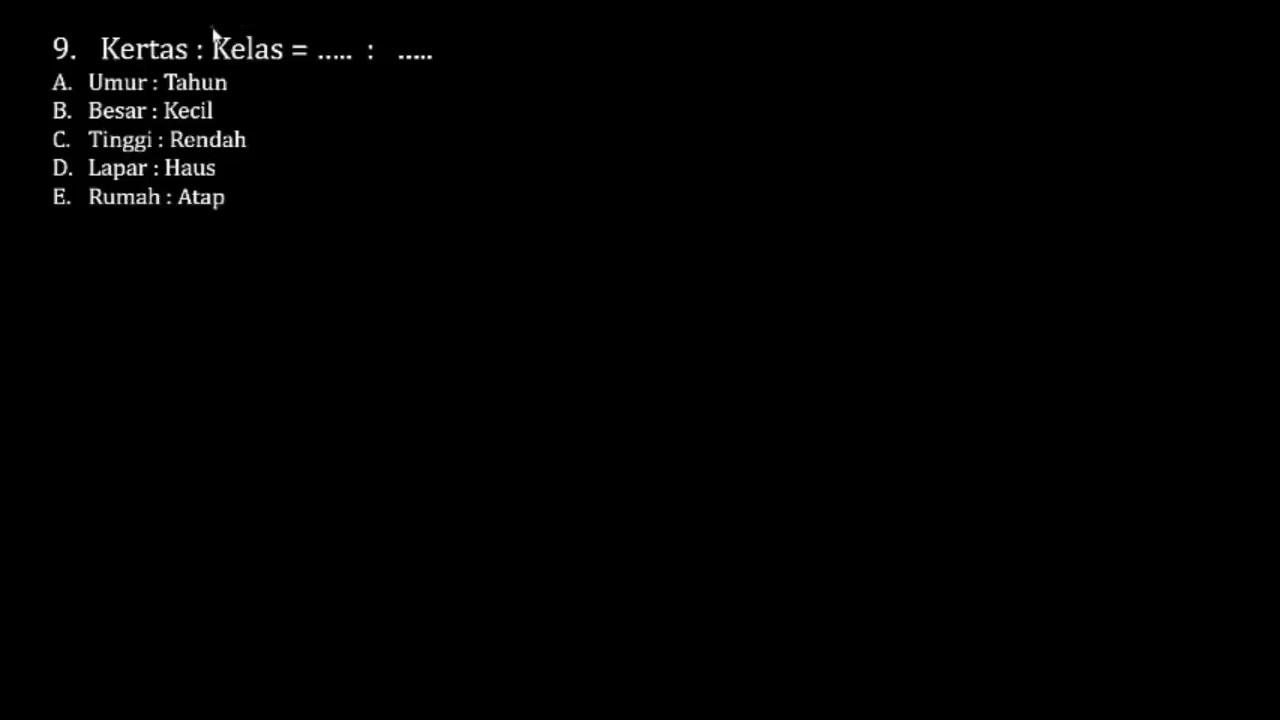 9. Kertas : Kelas = ..... : .....
A. Umur : Tahun
B. Besar : Kecil
C. Tinggi : Rendah
D. Lapar : Haus
E. Rumah : Atap